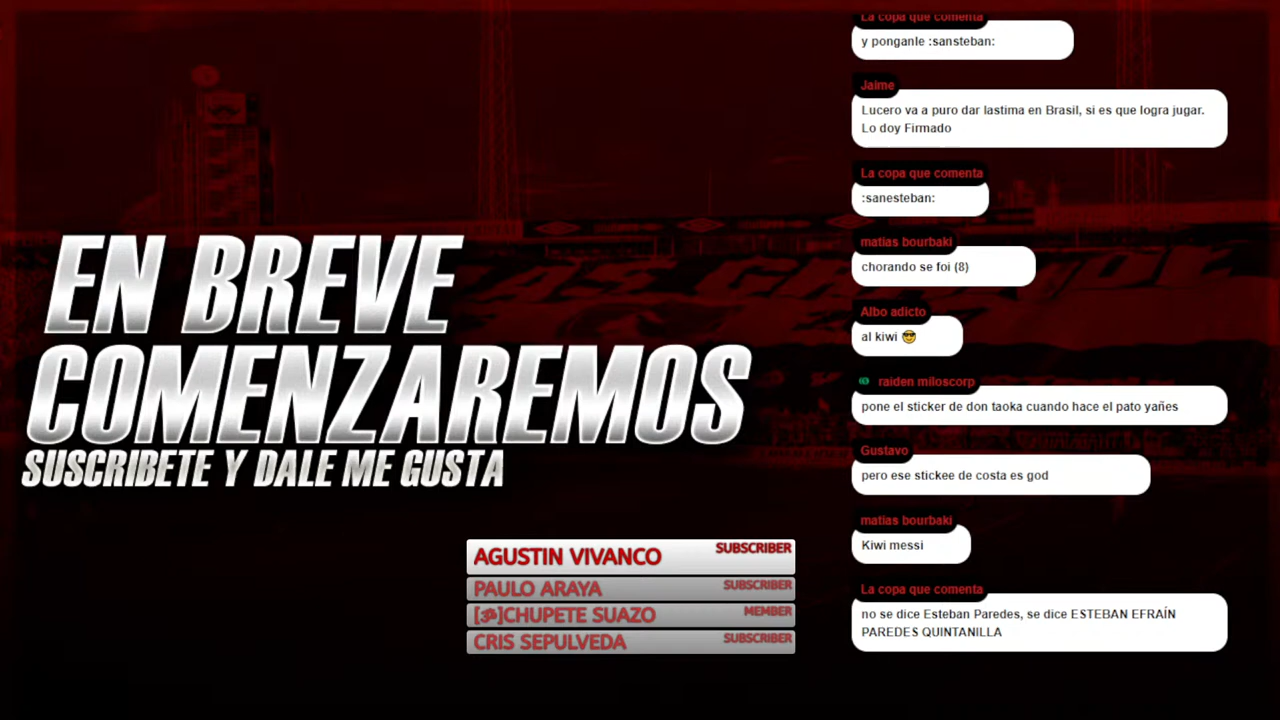 EN BREVE
COMENZAREMOS
SUSCRIBETE Y DALE ME GUSTA
AGUSTIN VIVANCO
SUBSCRIBER
PAULO ARAYA
SUBSCRIBER
[ॐ]CHUPETE SUAZO
MEMBER
CRIS SEPULVEDA
SUBSCRIBER
La copa que comenta
y ponganle :sansteban:
Jaime
Lucero va a puro dar lastima en Brasil, si es que logra jugar.
Lo doy Firmado
La copa que comenta
:sanesteban:
matias bourbaki
chorando se foi (8)
Albo adicto
al kiwi 😎
raiden miloscorp
pone el sticker de don taoka cuando hace el pato yañes
Gustavo
pero ese stickee de costa es god
matias bourbaki
Kiwi messi
La copa que comenta
no se dice Esteban Paredes, se dice ESTEBAN EFRAÍN
PAREDES QUINTANILLA